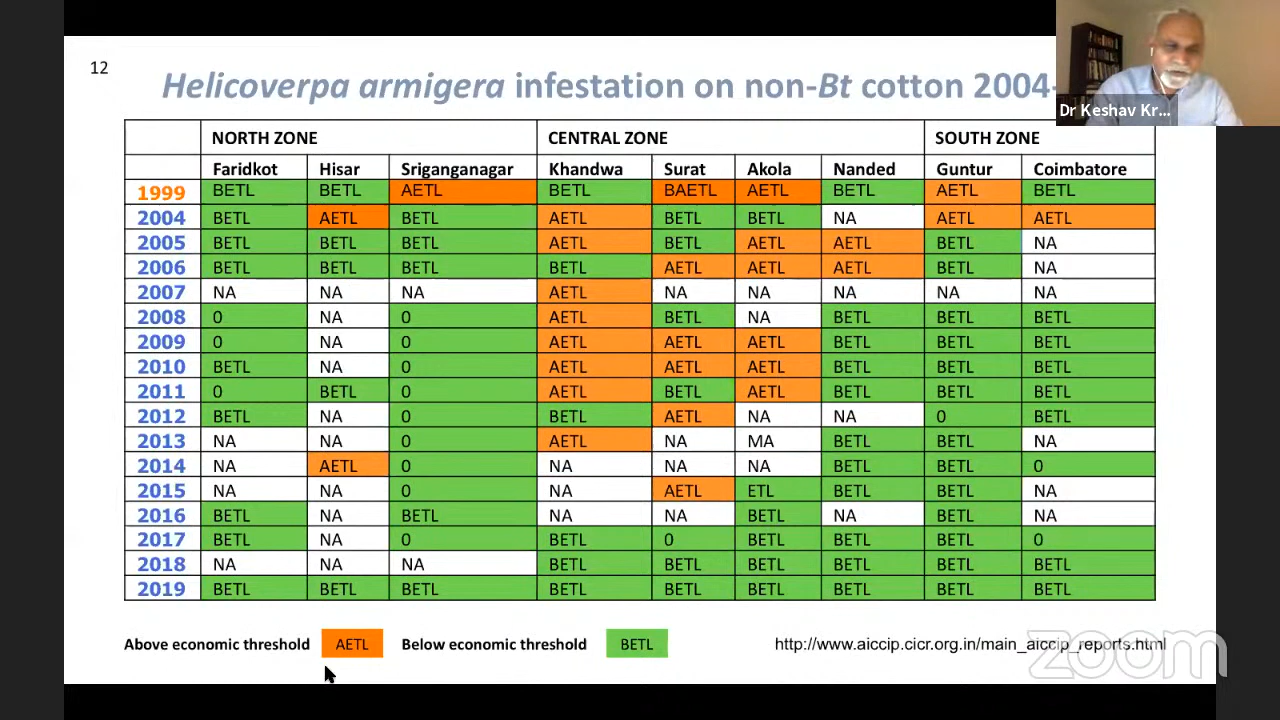 12
Helicoverpa armigera infestation on non-Bt cotton 2004-
Dr Keshav Kr...
NORTH ZONE CENTRAL ZONE SOUTH ZONE
Faridkot Hisar Sriganganagar Khandwa Surat Akola Nanded Guntur Coimbatore
1999 BETL BETL AETL BETL BAETL AETL BETL AETL BETL
2004 BETL AETL BETL AETL BETL BETL NA AETL AETL
2005 BETL BETL BETL AETL BETL AETL AETL BETL NA
2006 BETL BETL BETL BETL AETL AETL AETL BETL NA
2007 NA NA NA AETL NA NA NA NA NA
2008 0 NA 0 AETL BETL NA BETL BETL BETL
2009 0 NA 0 AETL AETL AETL BETL BETL BETL
2010 BETL NA 0 AETL AETL AETL BETL BETL BETL
2011 0 BETL 0 AETL BETL AETL BETL BETL BETL
2012 BETL NA 0 BETL AETL NA NA 0 BETL
2013 NA NA 0 AETL NA MA BETL BETL NA
2014 NA AETL 0 NA NA NA BETL BETL 0
2015 NA NA 0 NA AETL ETL BETL BETL NA
2016 BETL NA BETL NA NA BETL NA BETL NA
2017 BETL NA 0 BETL 0 BETL BETL BETL 0
2018 NA NA NA BETL BETL BETL BETL BETL BETL
2019 BETL BETL BETL BETL BETL BETL BETL BETL BETL
Above economic threshold AETL Below economic threshold BETL http://www.aiccip.cicr.org.in/main_aiccip_reports.html
zoom